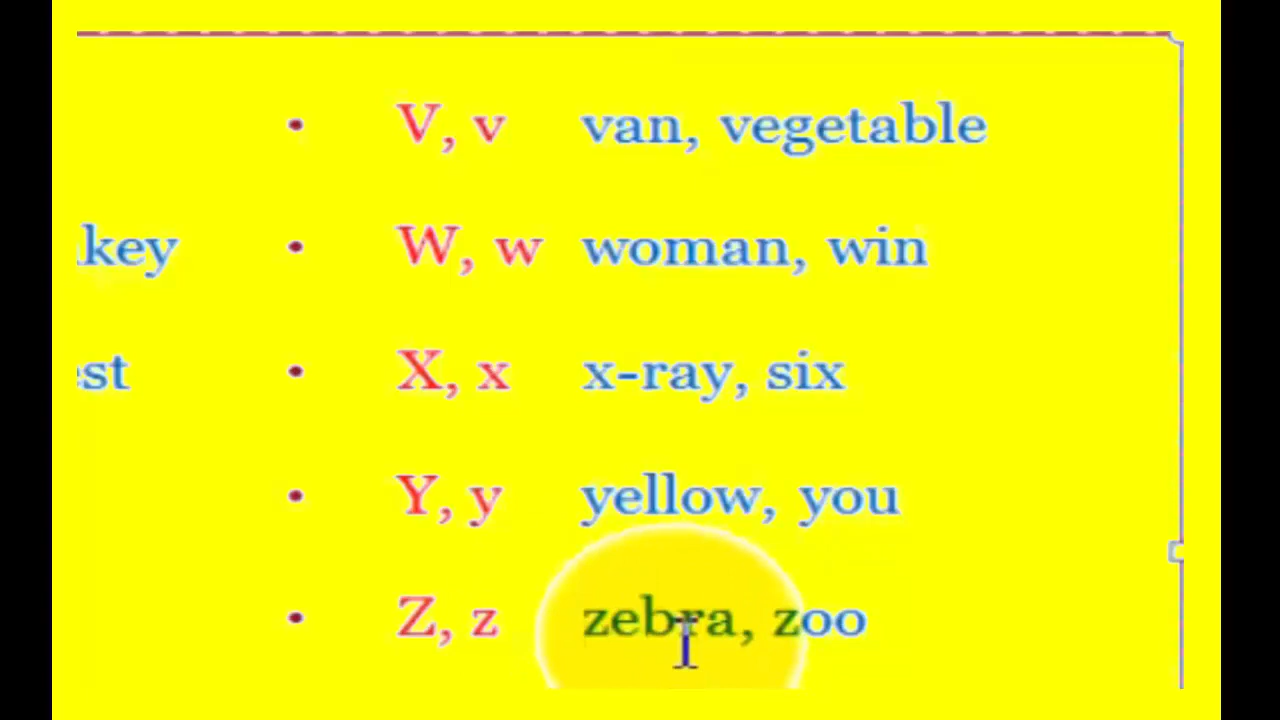 • V, v van, vegetable
key • W, w woman, win
st • X, x x-ray, six
• Y, y yellow, you
• Z, z zebra, zoo